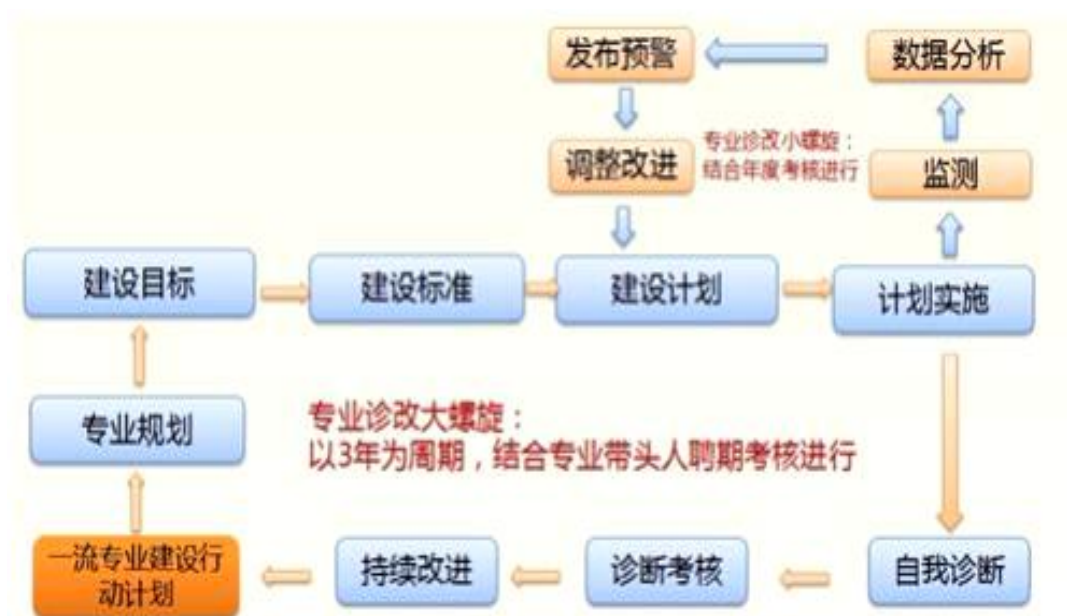 发布预警
数据分析
调整改进
专业诊改小螺旋：
结合年度考核进行
监测
建设目标
建设标准
建设计划
计划实施
专业规划
专业诊改大螺旋：
以3年为周期，结合专业带头人聘期考核进行
一流专业建设行
动计划
持续改进
诊断考核
自我诊断